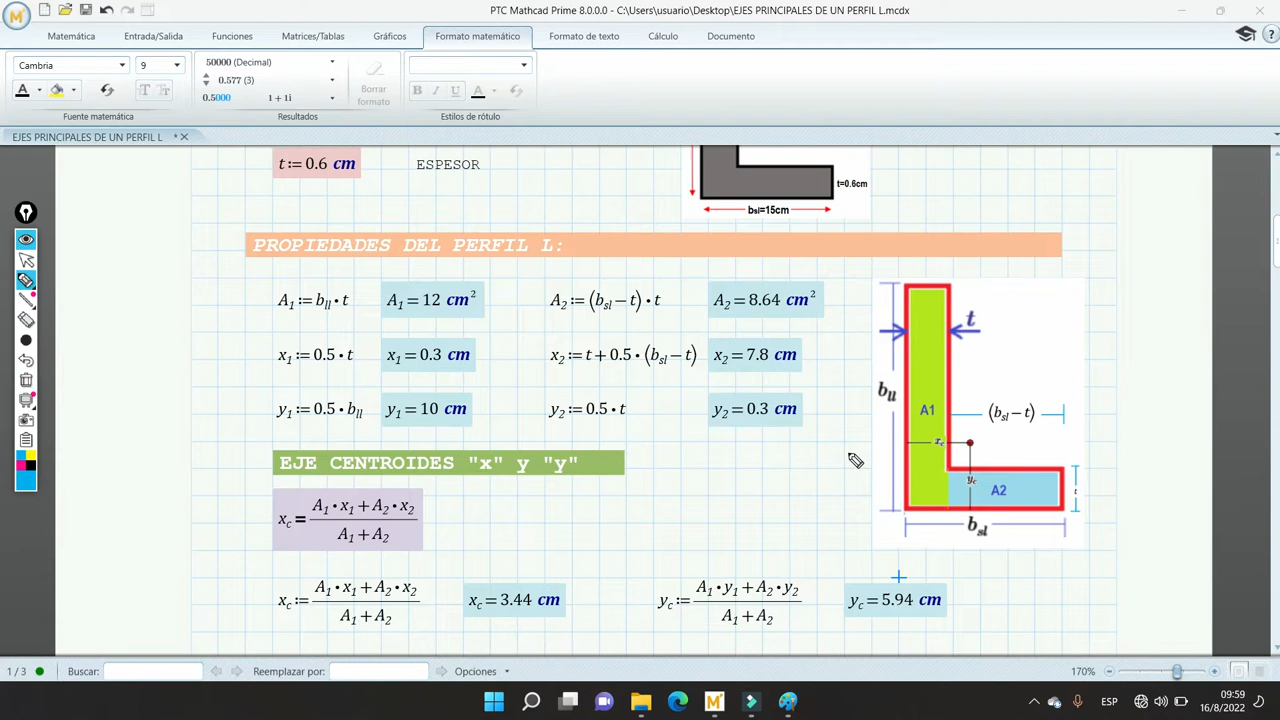 PTC Mathcad Prime 8.0.0.0 - C:\Users\usuario\Desktop\EJES PRINCIPALES DE UN PERFIL L.mcdx
Matemática Entrada/Salida Funciones Matrices/Tablas Gráficos Formato matemático Formato de texto Cálculo Documento
Cambria 9
50000 (Decimal)
0.577 (3)
0.5000 1 + 1i
Borrar
formato
B I U
Fuente matemática Resultados Estilos de rótulo
EJES PRINCIPALES DE UN PERFIL L *
t:=0.6 cm ESPESOR
t=0.6cm
bsl=15cm
PROPIEDADES DEL PERFIL L:
A₁:=bₗₗ•t A₁=12 cm² A₂:=(bₛₗ−t)•t A₂=8.64 cm²
x₁:=0.5•t x₁=0.3 cm x₂:=t+0.5•(bₛₗ−t) x₂=7.8 cm
y₁:=0.5•bₗₗ y₁=10 cm y₂:=0.5•t y₂=0.3 cm
t
bₗₗ
A1
(bₛₗ−t)
xc
yc
A2
t
bₛₗ
EJE CENTROIDES "x" y "y"
xc=(A₁•x₁+A₂•x₂)/(A₁+A₂)
xc:=(A₁•x₁+A₂•x₂)/(A₁+A₂) xc=3.44 cm yc:=(A₁•y₁+A₂•y₂)/(A₁+A₂) yc=5.94 cm
1 / 3 Buscar: Reemplazar por: Opciones 170%
ESP 09:59
16/8/2022